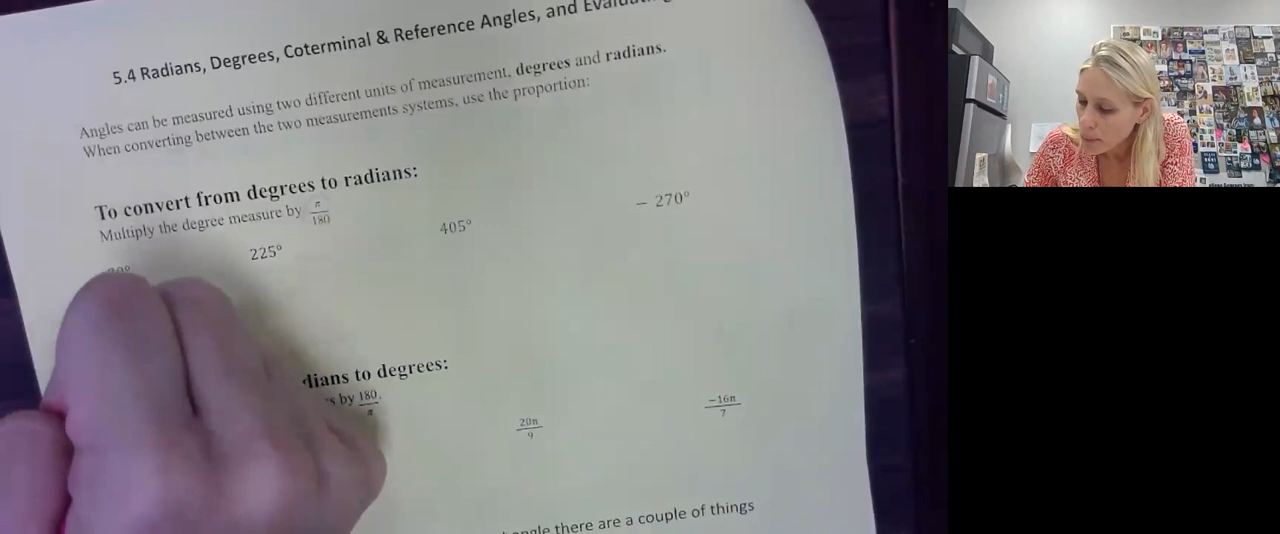 5.4 Radians, Degrees, Coterminal & Reference Angles, and
Angles can be measured using two different units of measurement, degrees and radians.
When converting between the two measurements systems, use the proportion:
To convert from degrees to radians:
Multiply the degree measure by π/180
225° 405° − 270°
to degrees:
by 180/π
20π/9 −16π/7
there are a couple of things